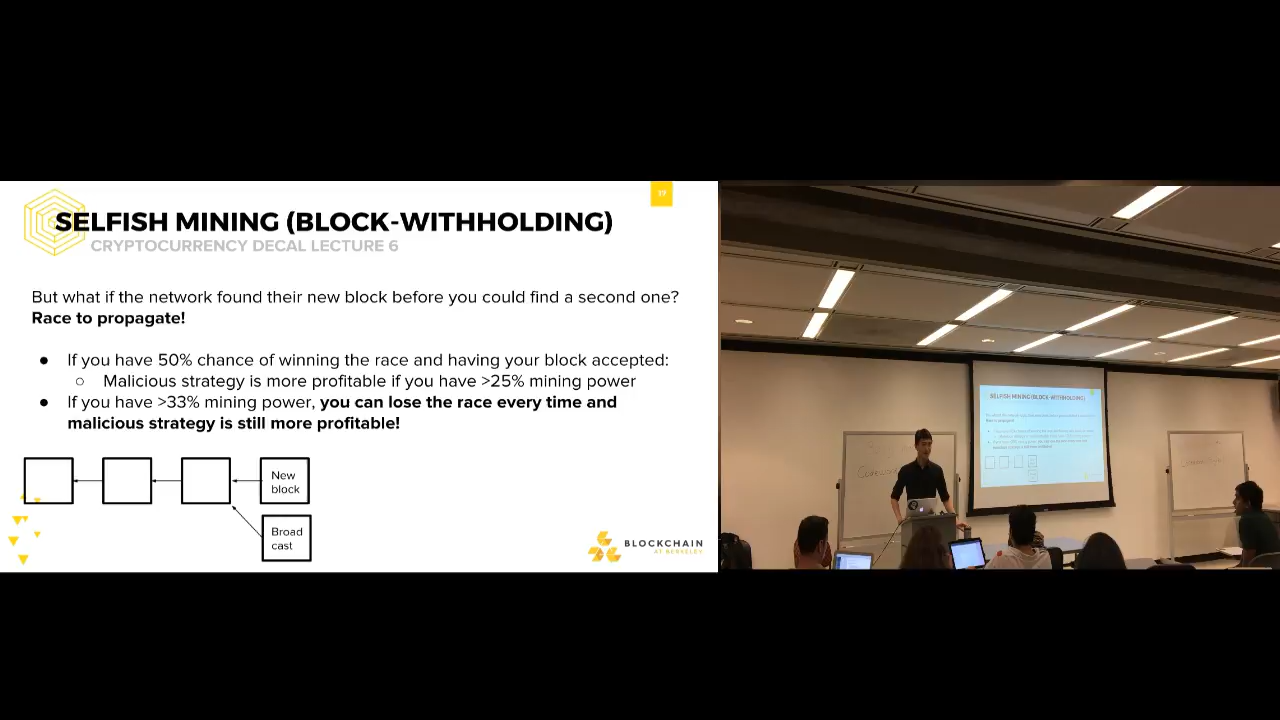 SELFISH MINING (BLOCK-WITHHOLDING)
CRYPTOCURRENCY DECAL LECTURE 6
But what if the network found their new block before you could find a second one?
Race to propagate!
● If you have 50% chance of winning the race and having your block accepted:
○ Malicious strategy is more profitable if you have >25% mining power
● If you have >33% mining power, you can lose the race every time and
malicious strategy is still more profitable!
New
block
Broad
cast
BLOCKCHAIN
AT BERKELEY
SELFISH MINING (BLOCK-WITHHOLDING)